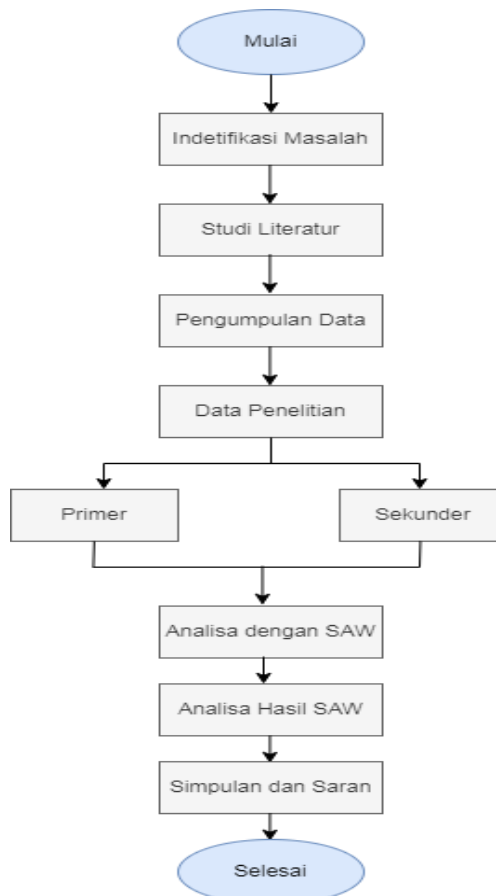 Mulai
Indetifikasi Masalah
Studi Literatur
Pengumpulan Data
Data Penelitian
Primer
Sekunder
Analisa dengan SAW
Analisa Hasil SAW
Simpulan dan Saran
Selesai